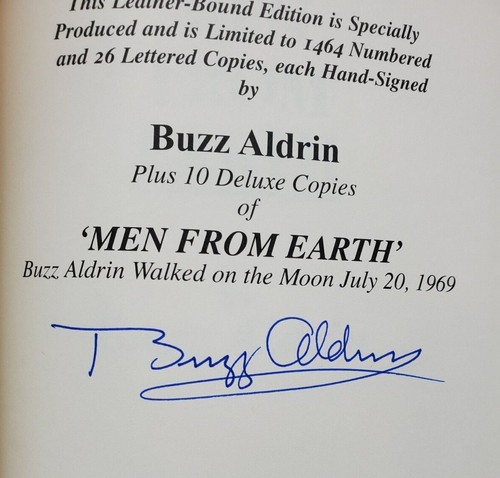 This Leather-Bound Edition is Specially
Produced and is Limited to 1464 Numbered
and 26 Lettered Copies, each Hand-Signed
by
Buzz Aldrin
Plus 10 Deluxe Copies
of
‘MEN FROM EARTH’
Buzz Aldrin Walked on the Moon July 20, 1969
Buzz Aldrin